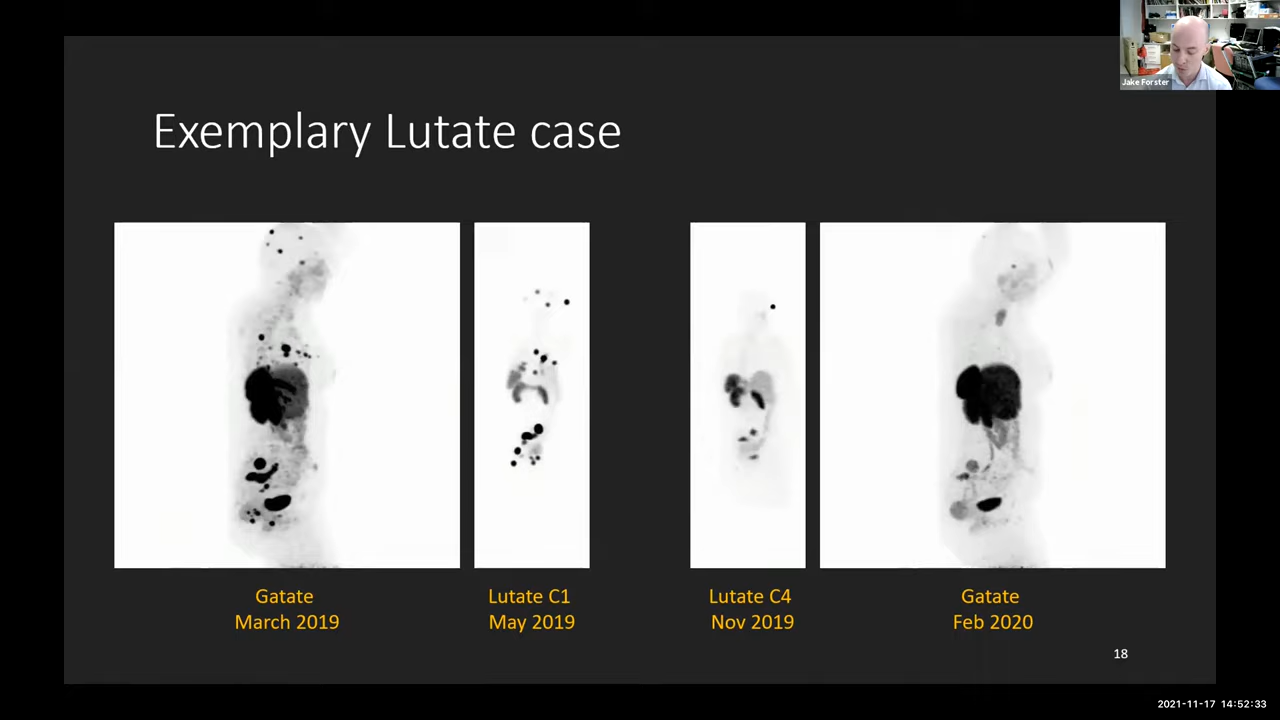 Jake Forster
Exemplary Lutate case
Gatate
March 2019
Lutate C1
May 2019
Lutate C4
Nov 2019
Gatate
Feb 2020
18
2021-11-17 14:52:33